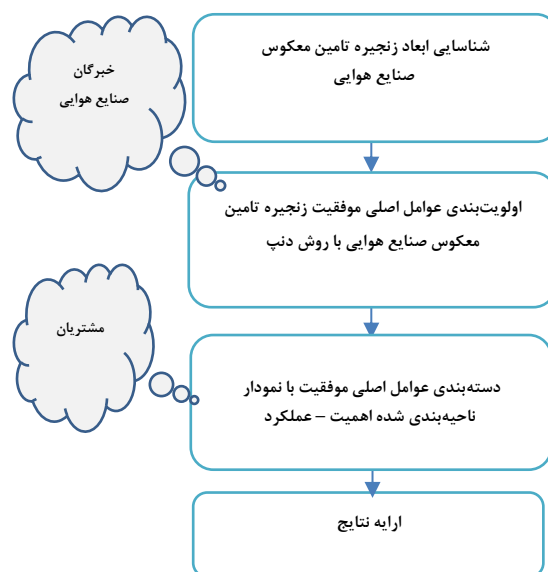 شناسایی ابعاد زنجیره تامین معکوس
صنایع هوایی
خبرگان
صنایع هوایی
اولویت‌بندی عوامل اصلی موفقیت زنجیره تامین
معکوس صنایع هوایی با روش دنپ
مشتریان
دسته‌بندی عوامل اصلی موفقیت با نمودار
ناحیه‌بندی شده اهمیت – عملکرد
ارایه نتایج